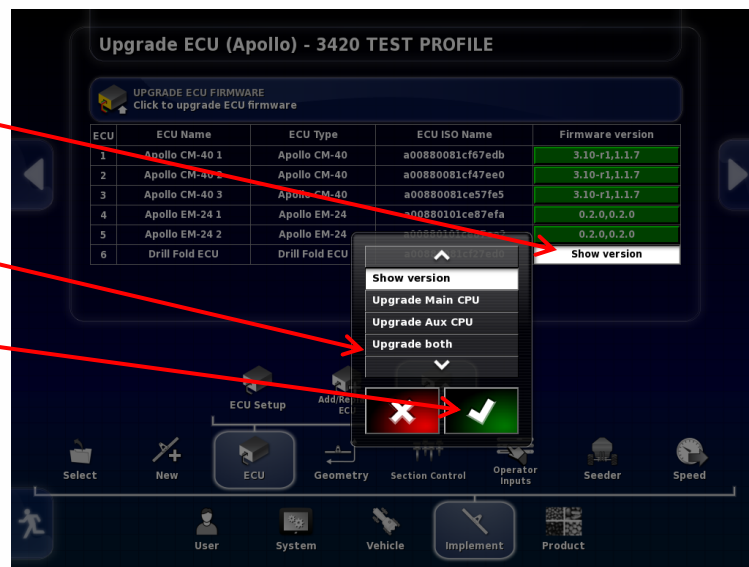 Upgrade ECU (Apollo) - 3420 TEST PROFILE
UPGRADE ECU FIRMWARE
Click to upgrade ECU firmware
ECU ECU Name ECU Type ECU ISO Name Firmware version
1 Apollo CM-40 1 Apollo CM-40 a00880081cf67edb 3.10-r1,1.1.7
2 Apollo CM-40 2 Apollo CM-40 a00880081cf47ee0 3.10-r1,1.1.7
3 Apollo CM-40 3 Apollo CM-40 a00880081ce57fe5 3.10-r1,1.1.7
4 Apollo EM-24 1 Apollo EM-24 a00880101ce87efa 0.2.0,0.2.0
5 Apollo EM-24 2 Apollo EM-24 0.2.0,0.2.0
6 Drill Fold ECU Drill Fold ECU Show version
Show version
Upgrade Main CPU
Upgrade Aux CPU
Upgrade both
ECU Setup
ECU
Select New ECU Geometry Section Control Operator Inputs Seeder Speed
User System Vehicle Implement Product